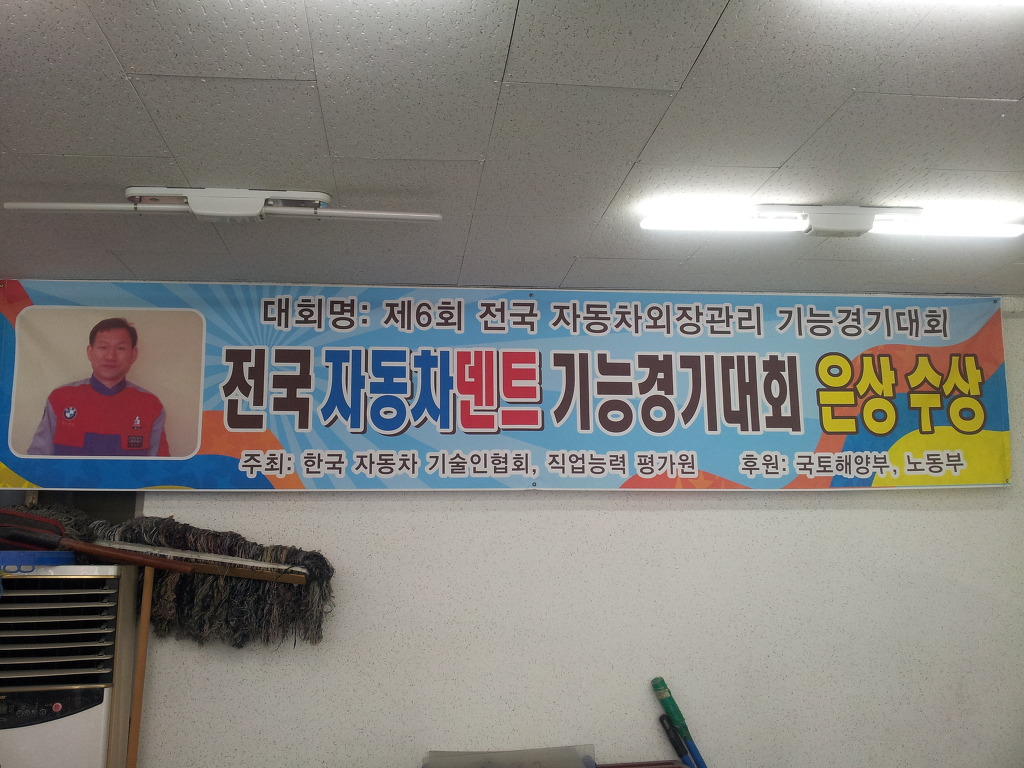 대회명: 제6회 전국 자동차외장관리 기능경기대회
전국 자동차덴트 기능경기대회 은상 수상
주최: 한국 자동차 기술인협회, 직업능력 평가원 후원: 국토해양부, 노동부